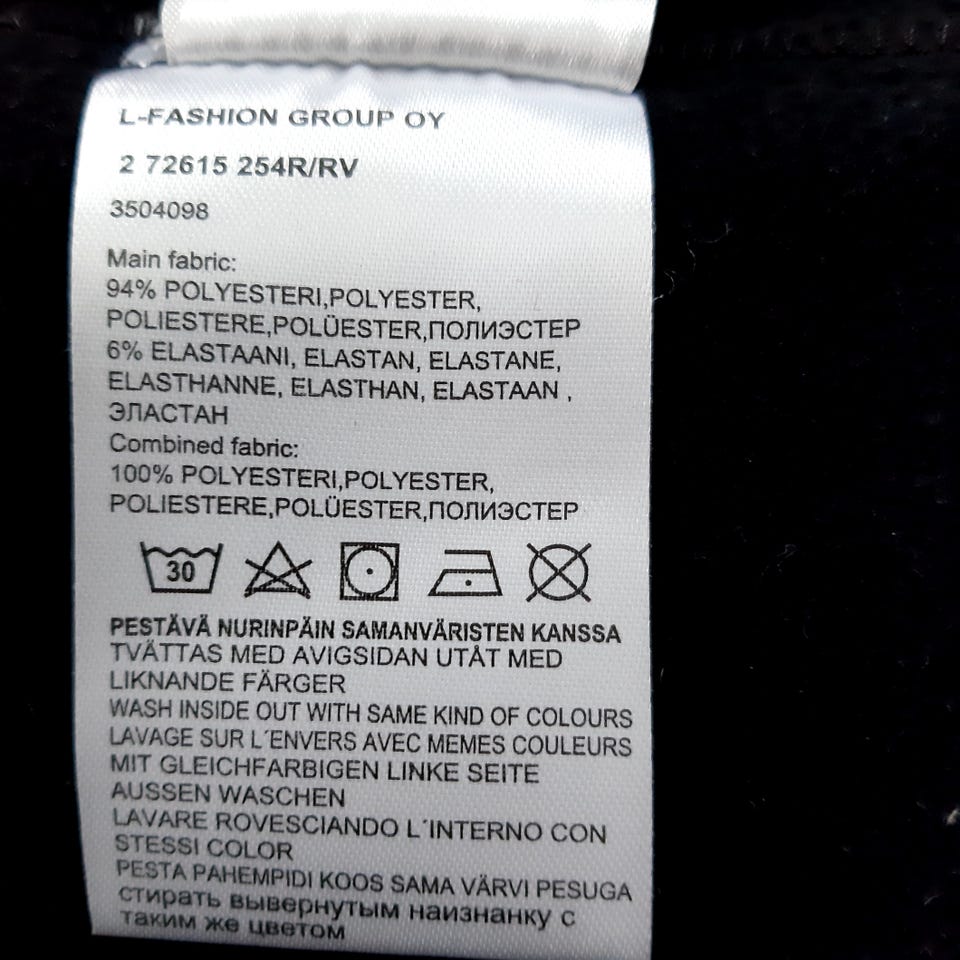 L-FASHION GROUP OY
2 72615 254R/RV
3504098
Main fabric:
94% POLYESTERI,POLYESTER,
POLIESTERE,POLÜESTER,ПОЛИЭСТЕР
6% ELASTAANI, ELASTAN, ELASTANE,
ELASTHANNE, ELASTHAN, ELASTAAN ,
ЭЛАСТАН
Combined fabric:
100% POLYESTERI,POLYESTER,
POLIESTERE,POLÜESTER,ПОЛИЭСТЕР
30
PESTÄVÄ NURINPÄIN SAMANVÄRISTEN KANSSA
TVÄTTAS MED AVIGSIDAN UTÅT MED
LIKNANDE FÄRGER
WASH INSIDE OUT WITH SAME KIND OF COLOURS
LAVAGE SUR L´ENVERS AVEC MEMES COULEURS
MIT GLEICHFARBIGEN LINKE SEITE
AUSSEN WASCHEN
LAVARE ROVESCIANDO L´INTERNO CON
STESSI COLOR
PESTA PAHEMPIDI KOOS SAMA VÄRVI PESUGA
стирать вывернутым наизнанку с
таким же цветом